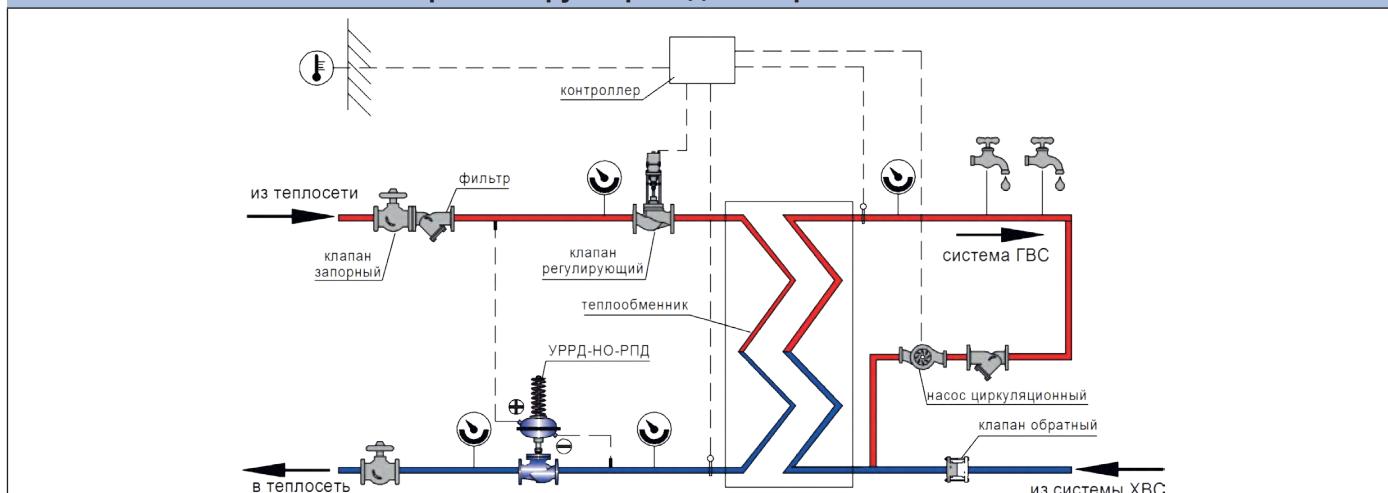 контроллер
из теплосети
фильтр
клапан
запорный
клапан
регулирующий
система ГВС
теплообменник
УРРД-НО-РПД
насос циркуляционный
клапан обратный
в теплосеть
из системы ХВС